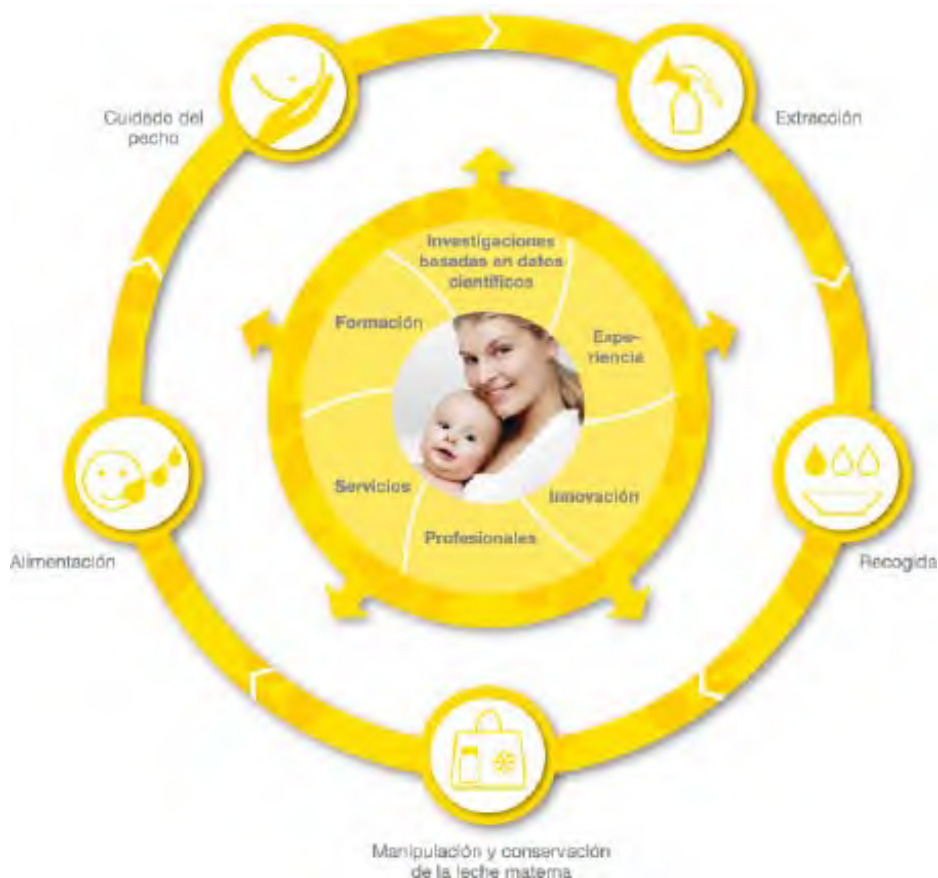 Cuidado del
pecho
Extracción
Investigaciones
basadas en datos
científicos
Formación
Expe-
riencia
Servicios
Innovación
Profesionales
Alimentación
Recogida
Manipulación y conservación
de la leche materna